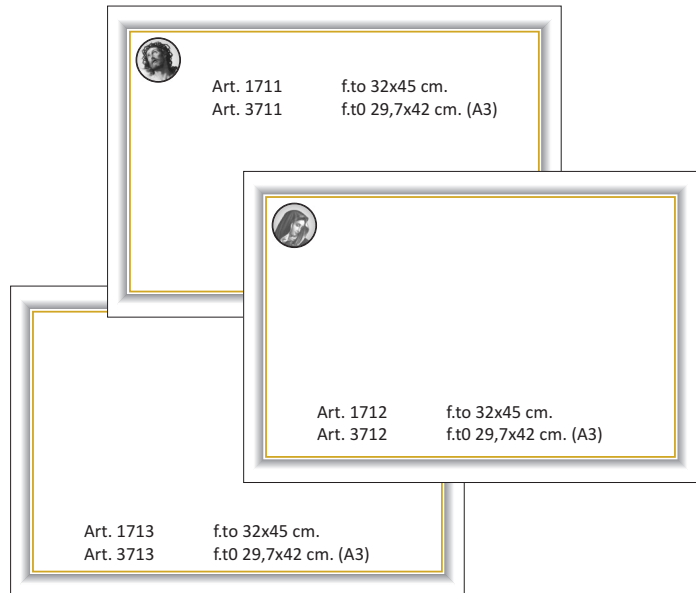 Art. 1711 f.to 32x45 cm.
Art. 3711 f.t0 29,7x42 cm. (A3)
Art. 1712 f.to 32x45 cm.
Art. 3712 f.t0 29,7x42 cm. (A3)
Art. 1713 f.to 32x45 cm.
Art. 3713 f.t0 29,7x42 cm. (A3)